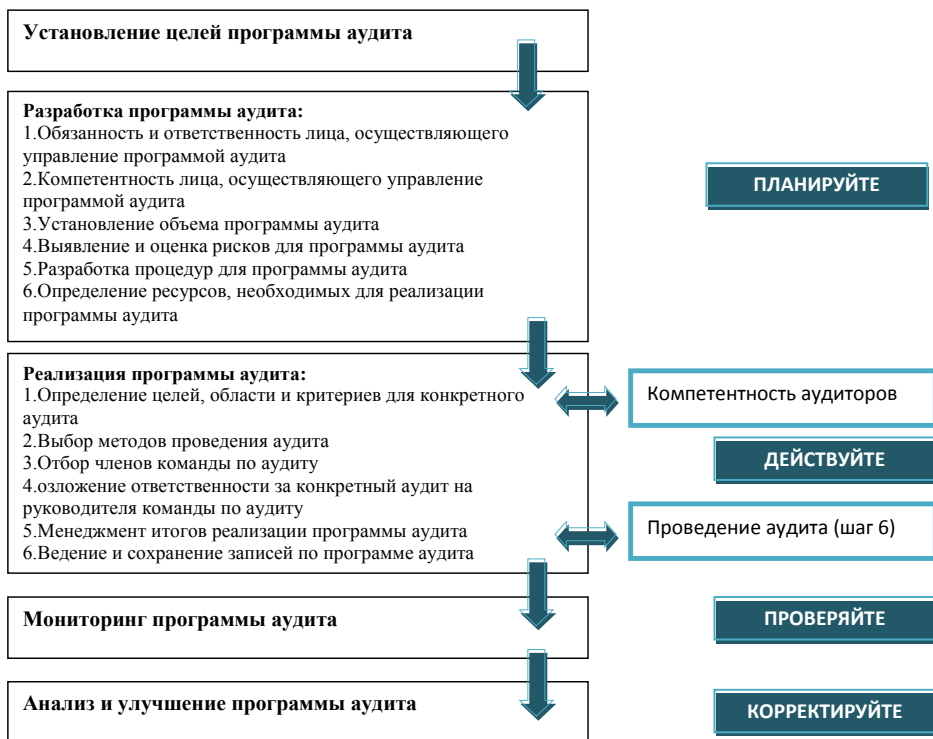 Установление целей программы аудита
Разработка программы аудита:
1.Обязанность и ответственность лица, осуществляющего
управление программой аудита
2.Компетентность лица, осуществляющего управление
программой аудита
3.Установление объема программы аудита
4.Выявление и оценка рисков для программы аудита
5.Разработка процедур для программы аудита
6.Определение ресурсов, необходимых для реализации
программы аудита
ПЛАНИРУЙТЕ
Реализация программы аудита:
1.Определение целей, области и критериев для конкретного
аудита
2.Выбор методов проведения аудита
3.Отбор членов команды по аудиту
4.озложение ответственности за конкретный аудит на
руководителя команды по аудиту
5.Менеджмент итогов реализации программы аудита
6.Ведение и сохранение записей по программе аудита
Компетентность аудиторов
ДЕЙСТВУЙТЕ
Проведение аудита (шаг 6)
Мониторинг программы аудита
ПРОВЕРЯЙТЕ
Анализ и улучшение программы аудита
КОРРЕКТИРУЙТЕ